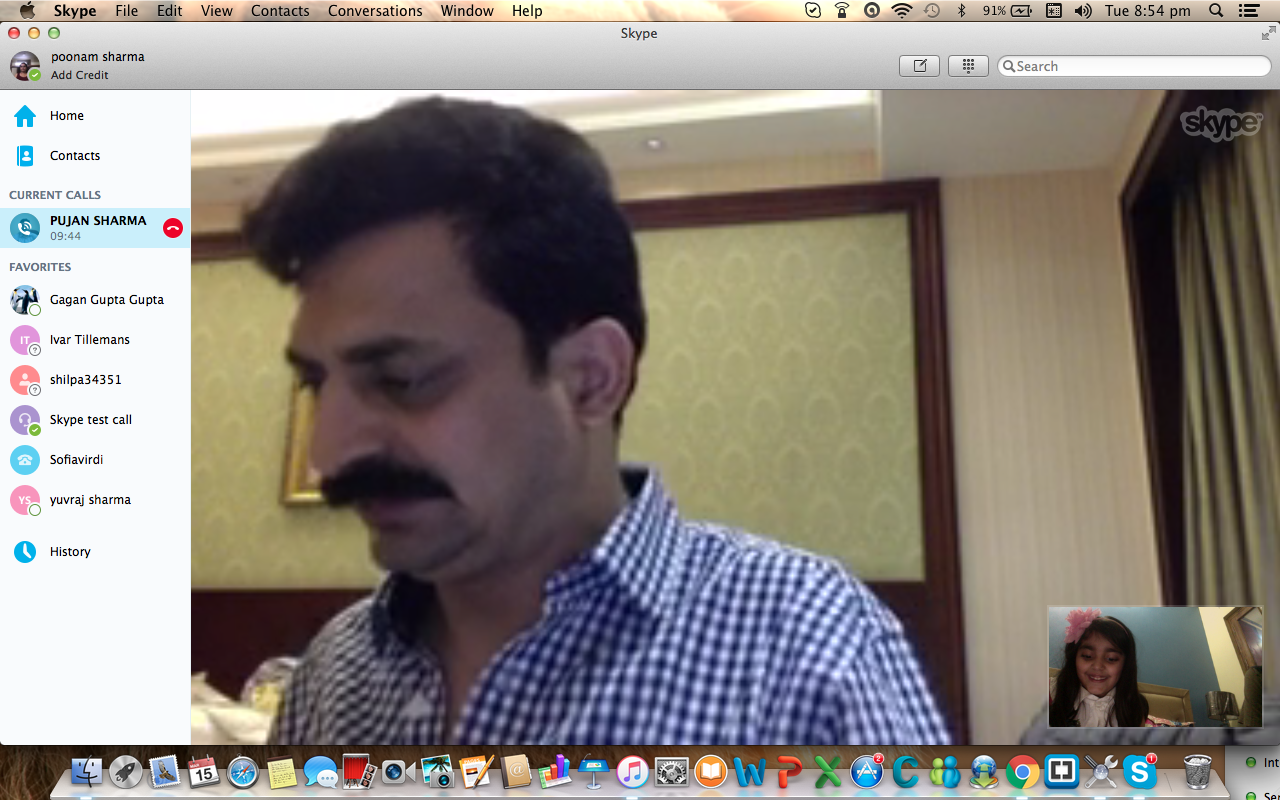 Skype File Edit View Contacts Conversations Window Help 91% Tue 8:54 pm
Skype
poonam sharma
Add Credit
Search
Home
Contacts
CURRENT CALLS
PUJAN SHARMA
09:44
FAVORITES
Gagan Gupta Gupta
IT Ivar Tillemans
shilpa34351
Skype test call
Sofiavirdi
YS yuvraj sharma
History
skype
15
2
1
Int
Ser